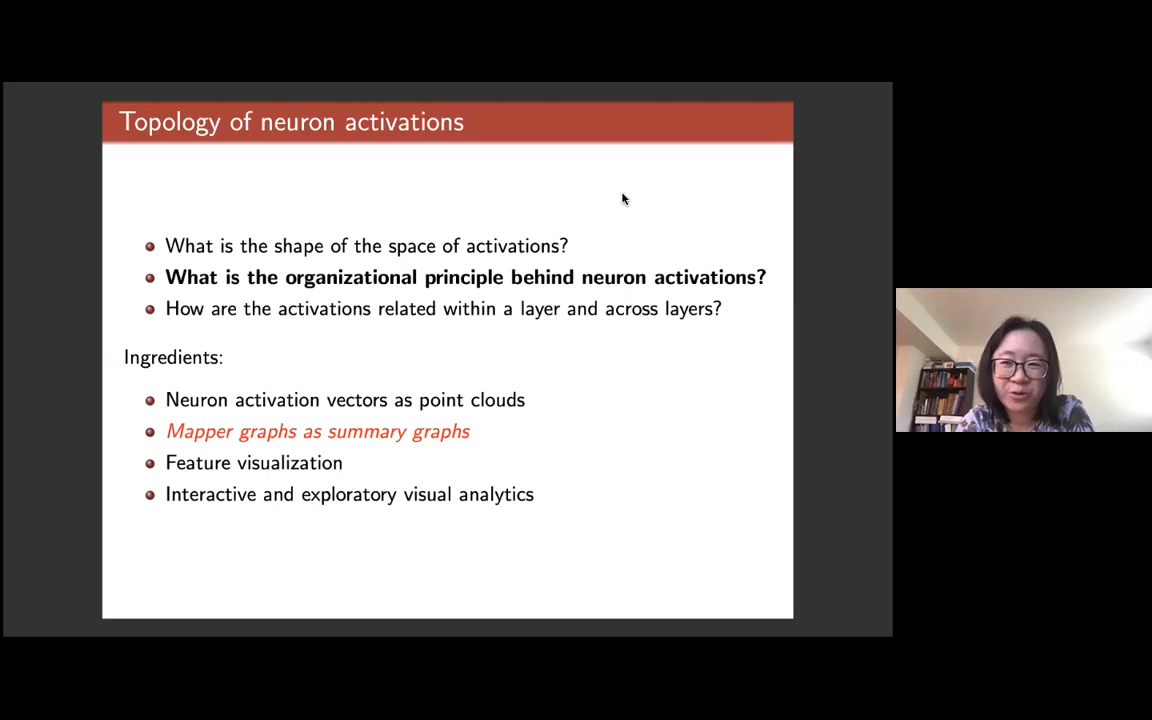 Topology of neuron activations
What is the shape of the space of activations?
What is the organizational principle behind neuron activations?
How are the activations related within a layer and across layers?
Ingredients:
Neuron activation vectors as point clouds
Mapper graphs as summary graphs
Feature visualization
Interactive and exploratory visual analytics